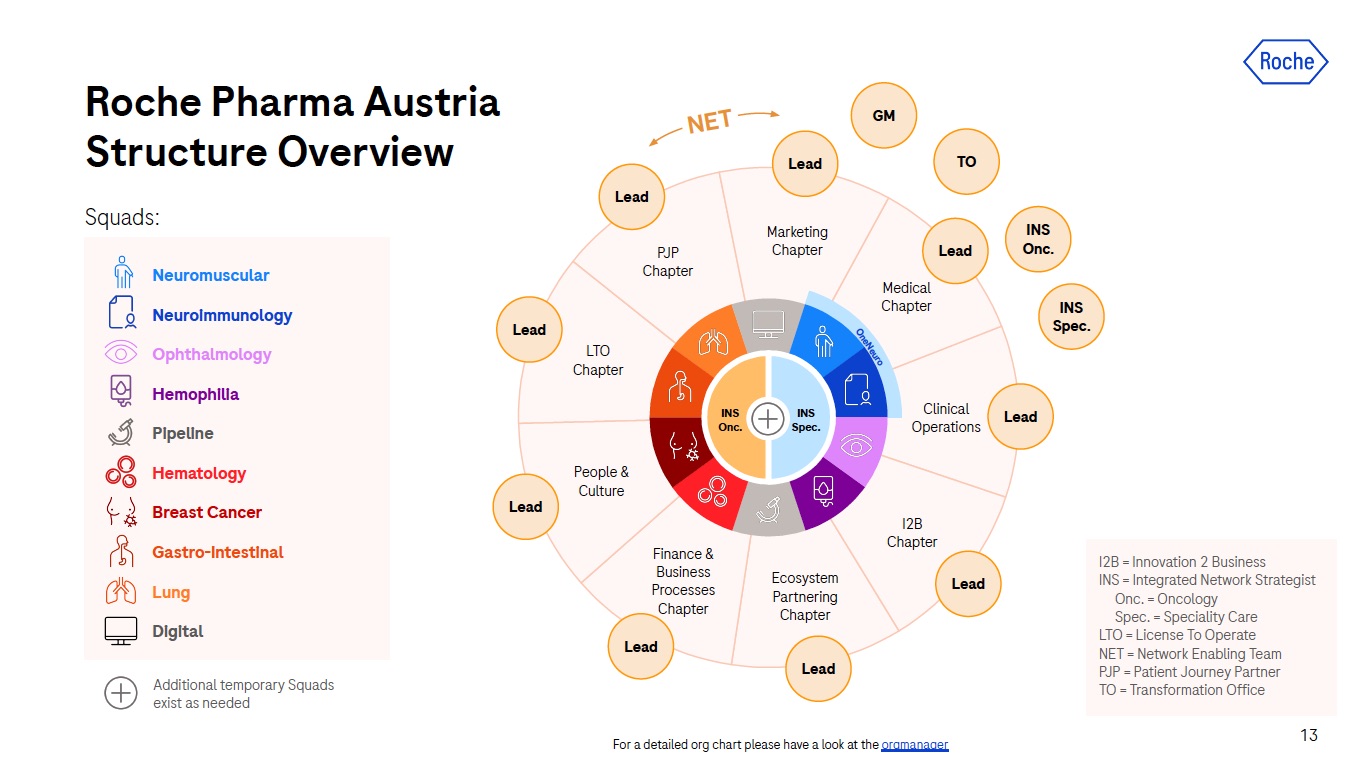 Roche
Roche Pharma Austria
Structure Overview
Squads:
Neuromuscular
NeuroImmunology
Ophthalmology
Hemophilia
Pipeline
Hematology
Breast Cancer
Gastro-Intestinal
Lung
Digital
Additional temporary Squads
exist as needed
NET
GM
TO
INS
Onc.
INS
Spec.
Lead
Marketing
Chapter
Lead
Medical
Chapter
Lead
Clinical
Operations
Lead
I2B
Chapter
Lead
Ecosystem
Partnering
Chapter
Lead
Finance &
Business
Processes
Chapter
Lead
People &
Culture
Lead
LTO
Chapter
Lead
PJP
Chapter
Lead
OneNeuro
INS
Onc.
INS
Spec.
I2B = Innovation 2 Business
INS = Integrated Network Strategist
Onc. = Oncology
Spec. = Speciality Care
LTO = License To Operate
NET = Network Enabling Team
PJP = Patient Journey Partner
TO = Transformation Office
For a detailed org chart please have a look at the orgmanager
13